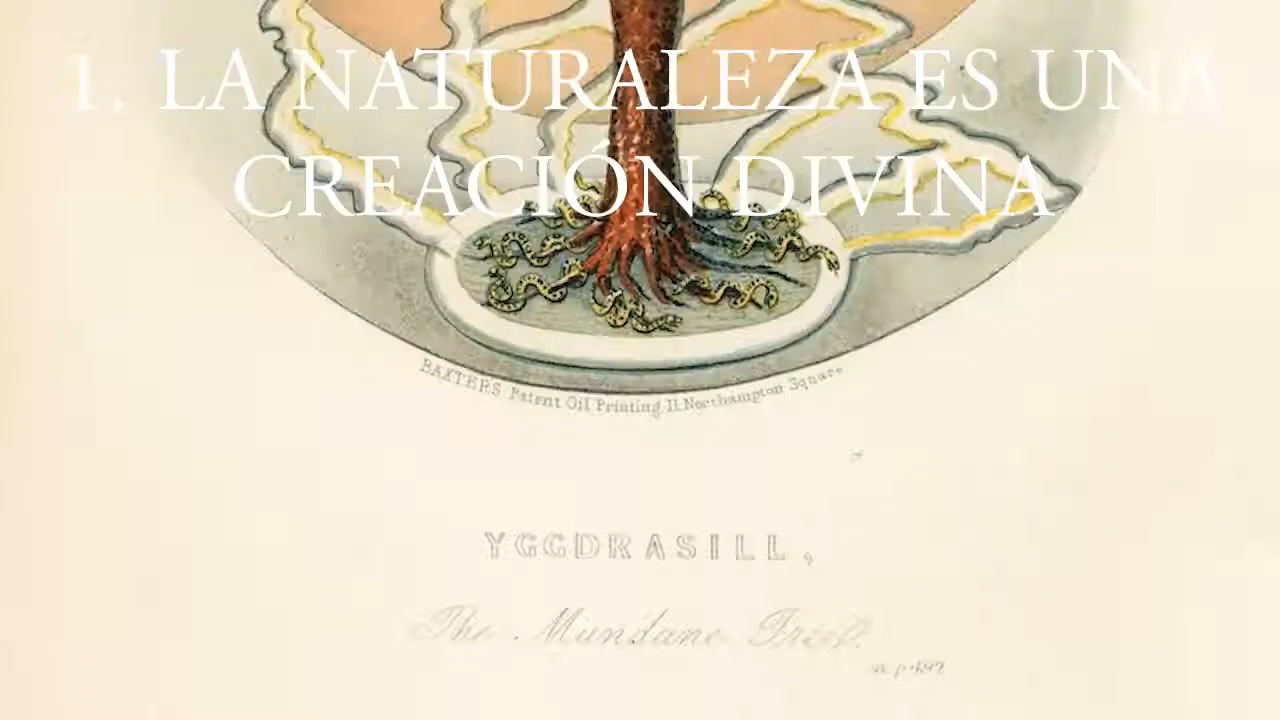 1. LA NATURALEZA ES UNA
CREACIÓN DIVINA
BAXTERS Patent Oil Printing 11. Northampton Square
YGGDRASILL,
The Mundane Tree.